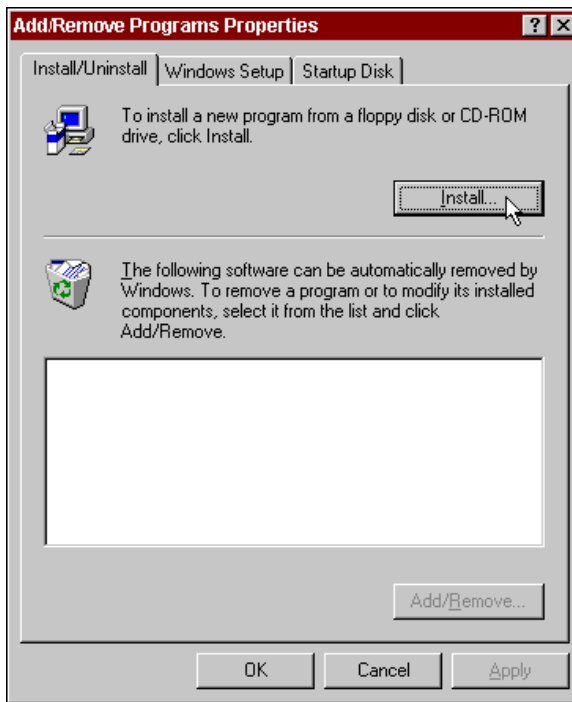 Add/Remove Programs Properties
Install/Uninstall Windows Setup Startup Disk
To install a new program from a floppy disk or CD-ROM
drive, click Install.
Install...
The following software can be automatically removed by
Windows. To remove a program or to modify its installed
components, select it from the list and click
Add/Remove.
Add/Remove...
OK Cancel Apply